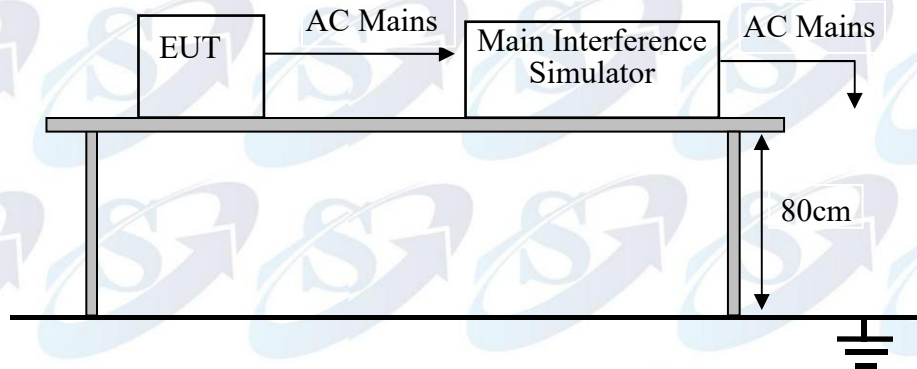 EUT
AC Mains
Main Interference
Simulator
AC Mains
80cm